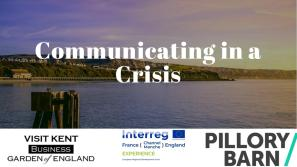 Communicating in a
Crisis
VISIT KENT
Business
GARDEN of ENGLAND
Interreg
France ( Channel Manche ) England
EXPERIENCE
PILLORY
BARN